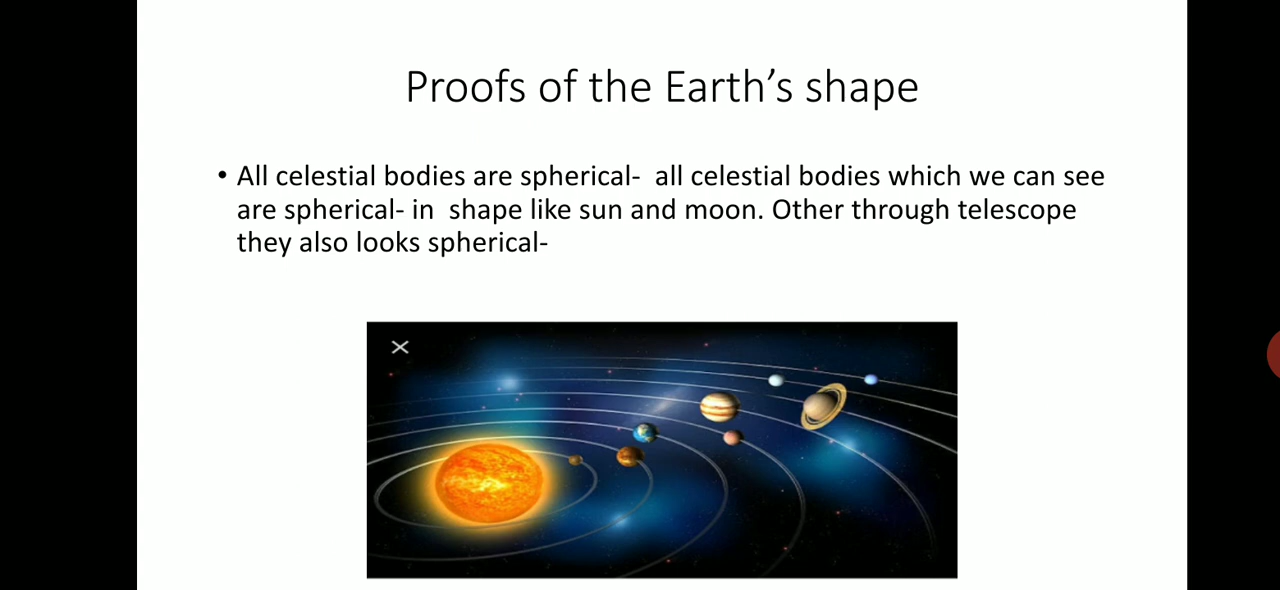 Proofs of the Earth’s shape
• All celestial bodies are spherical-  all celestial bodies which we can see
are spherical- in  shape like sun and moon. Other through telescope
they also looks spherical-